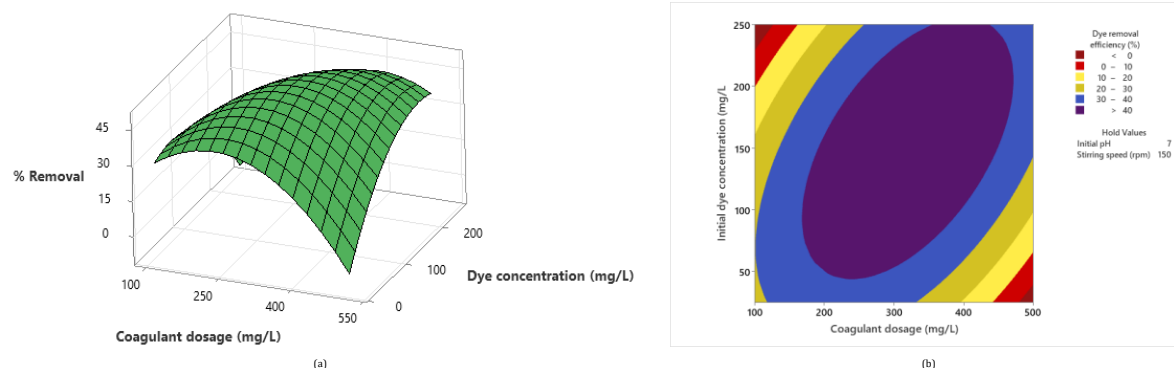 45
30
15
0
% Removal
100
250
400
550
Coagulant dosage (mg/L)
0
100
200
Dye concentration (mg/L)
(a)
250
200
150
100
50
Initial dye concentration (mg/L
100
200
300
400
500
Coagulant dosage (mg/L)
Dye removal
efficiency (%)
< 0
0 – 10
10 – 20
20 – 30
30 – 40
> 40
Hold Values
Initial pH 7
Stirring speed (rpm) 150
(b)